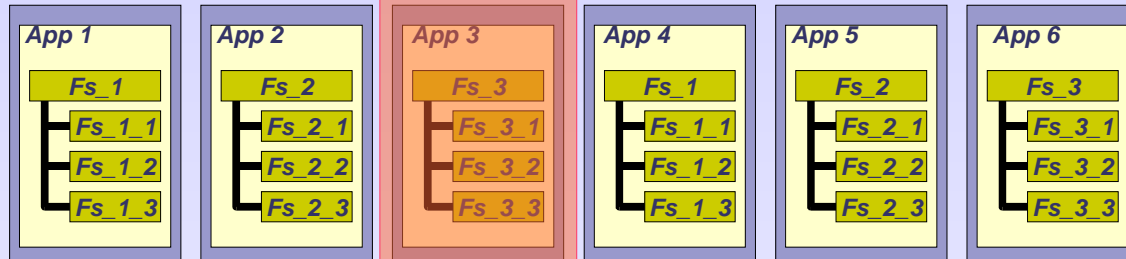 App 1
Fs_1
Fs_1_1
Fs_1_2
Fs_1_3
App 2
Fs_2
Fs_2_1
Fs_2_2
Fs_2_3
App 3
Fs_3
Fs_3_1
Fs_3_2
Fs_3_3
App 4
Fs_1
Fs_1_1
Fs_1_2
Fs_1_3
App 5
Fs_2
Fs_2_1
Fs_2_2
Fs_2_3
App 6
Fs_3
Fs_3_1
Fs_3_2
Fs_3_3